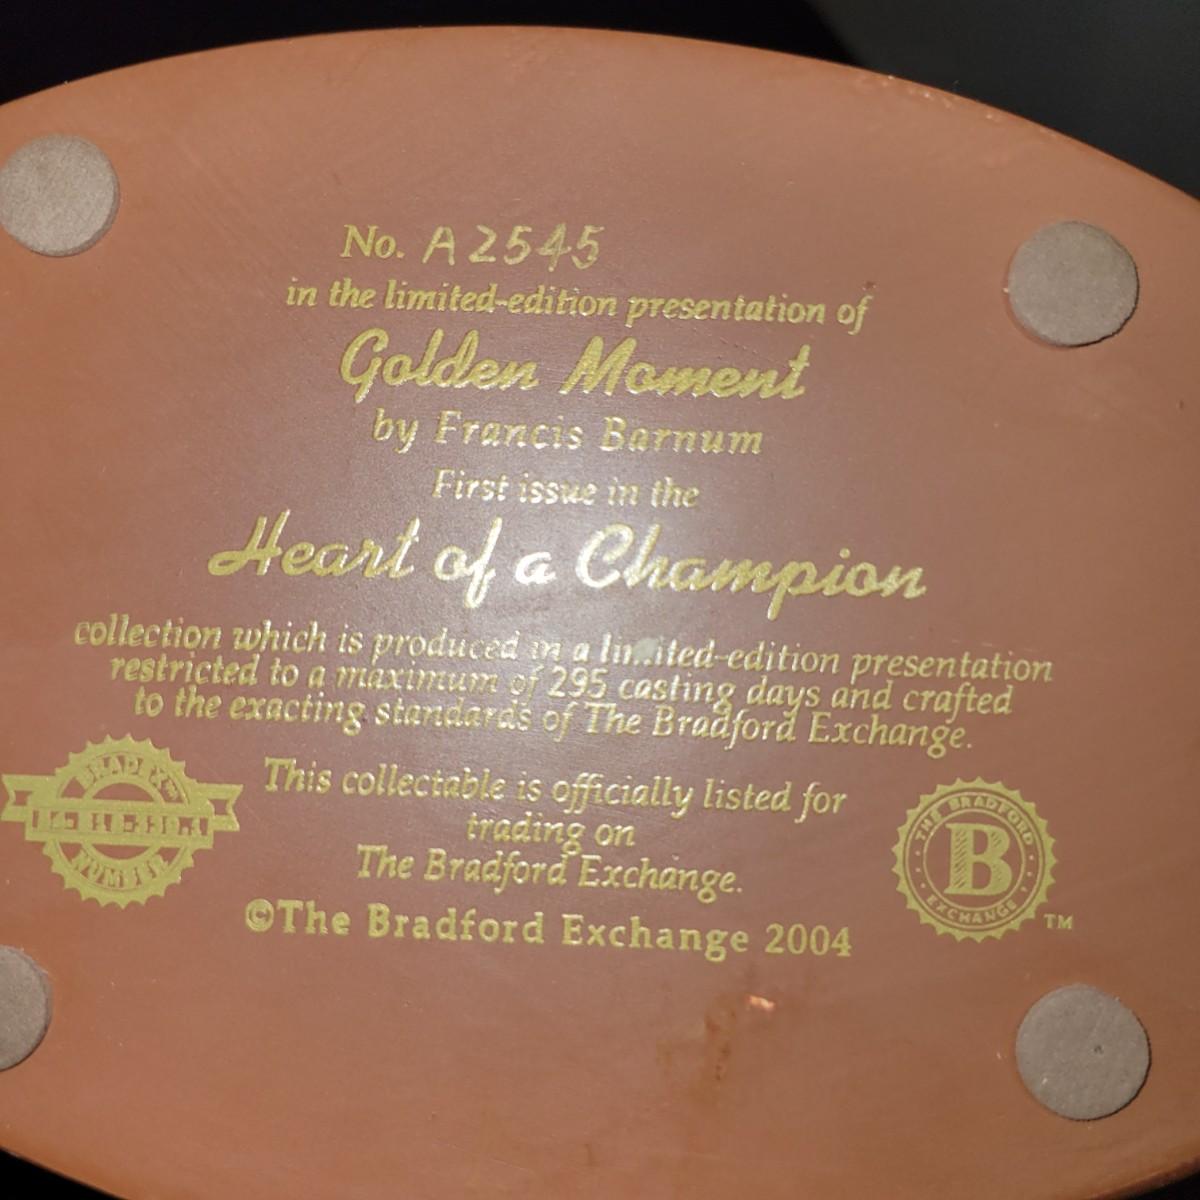 No. A2545
in the limited-edition presentation of
Golden Moment
by Francis Barnum
First issue in the
Heart of a Champion
collection which is produced in a limited-edition presentation
restricted to a maximum of 295 casting days and crafted
to the exacting standards of The Bradford Exchange.
BRADEX™
NUMBER
This collectable is officially listed for
trading on
The Bradford Exchange.
THE BRADFORD
B
EXCHANGE
TM
©The Bradford Exchange 2004